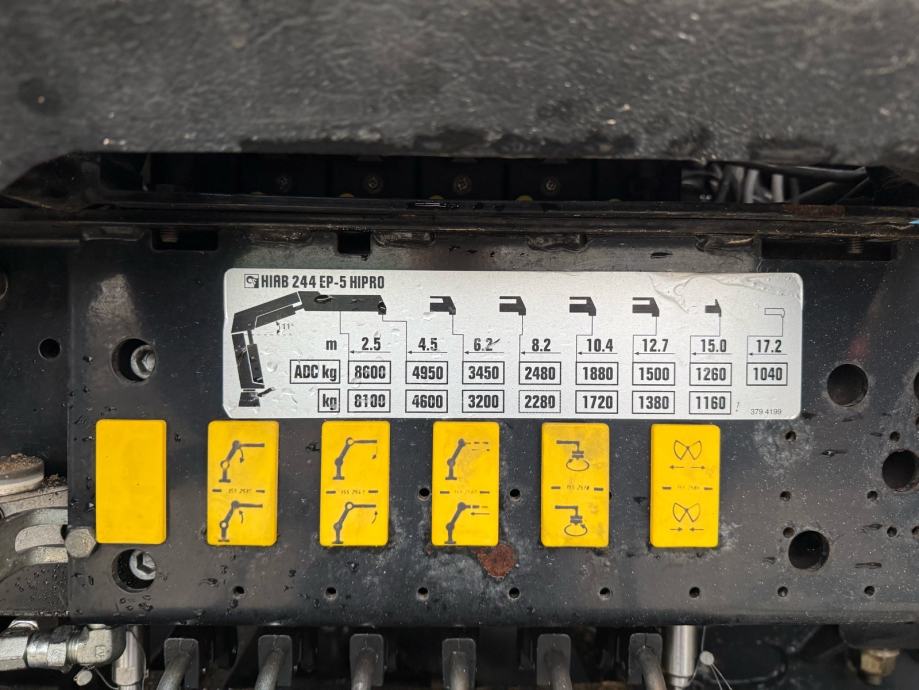 HIAB 244 EP-5 HIPRO
11°
m 2.5 4.5 6.2 8.2 10.4 12.7 15.0 17.2
ADC kg 8600 4950 3450 2480 1880 1500 1260 1040
kg 8100 4600 3200 2280 1720 1380 1160
379 4199